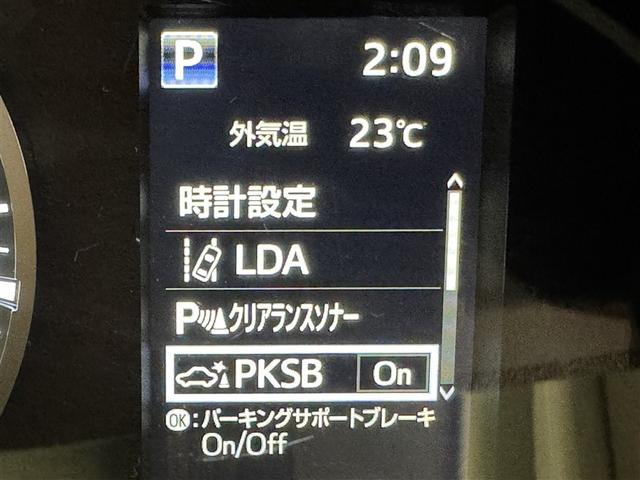 P 2:09
外気温 23℃
時計設定
LDA
Pクリアランスソナー
PKSB On
OK:パーキングサポートブレーキ
On/Off